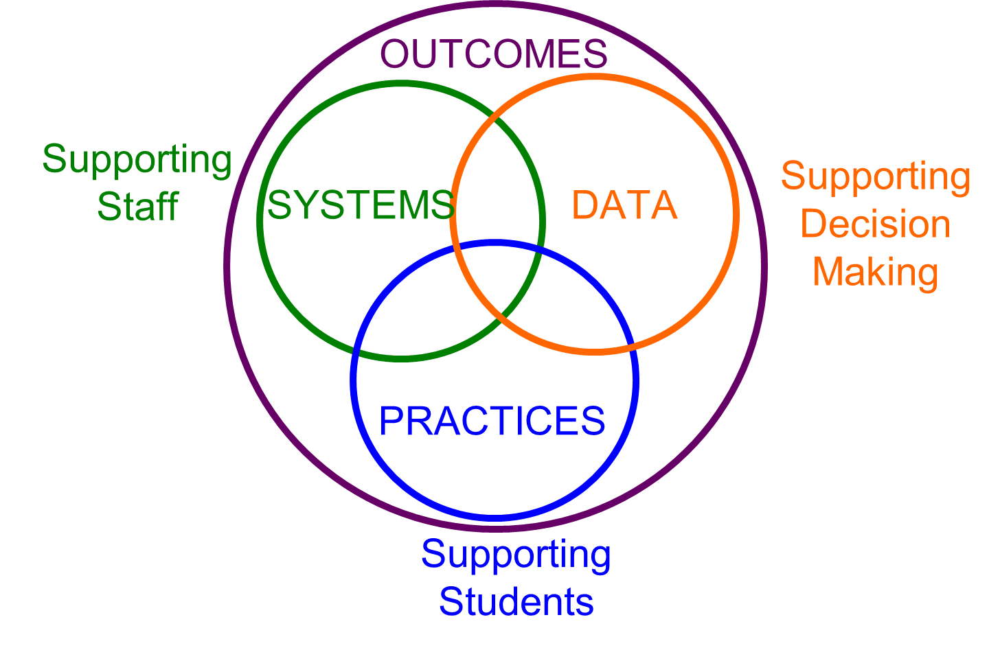 OUTCOMES
Supporting
Staff
SYSTEMS
DATA
Supporting
Decision
Making
PRACTICES
Supporting
Students